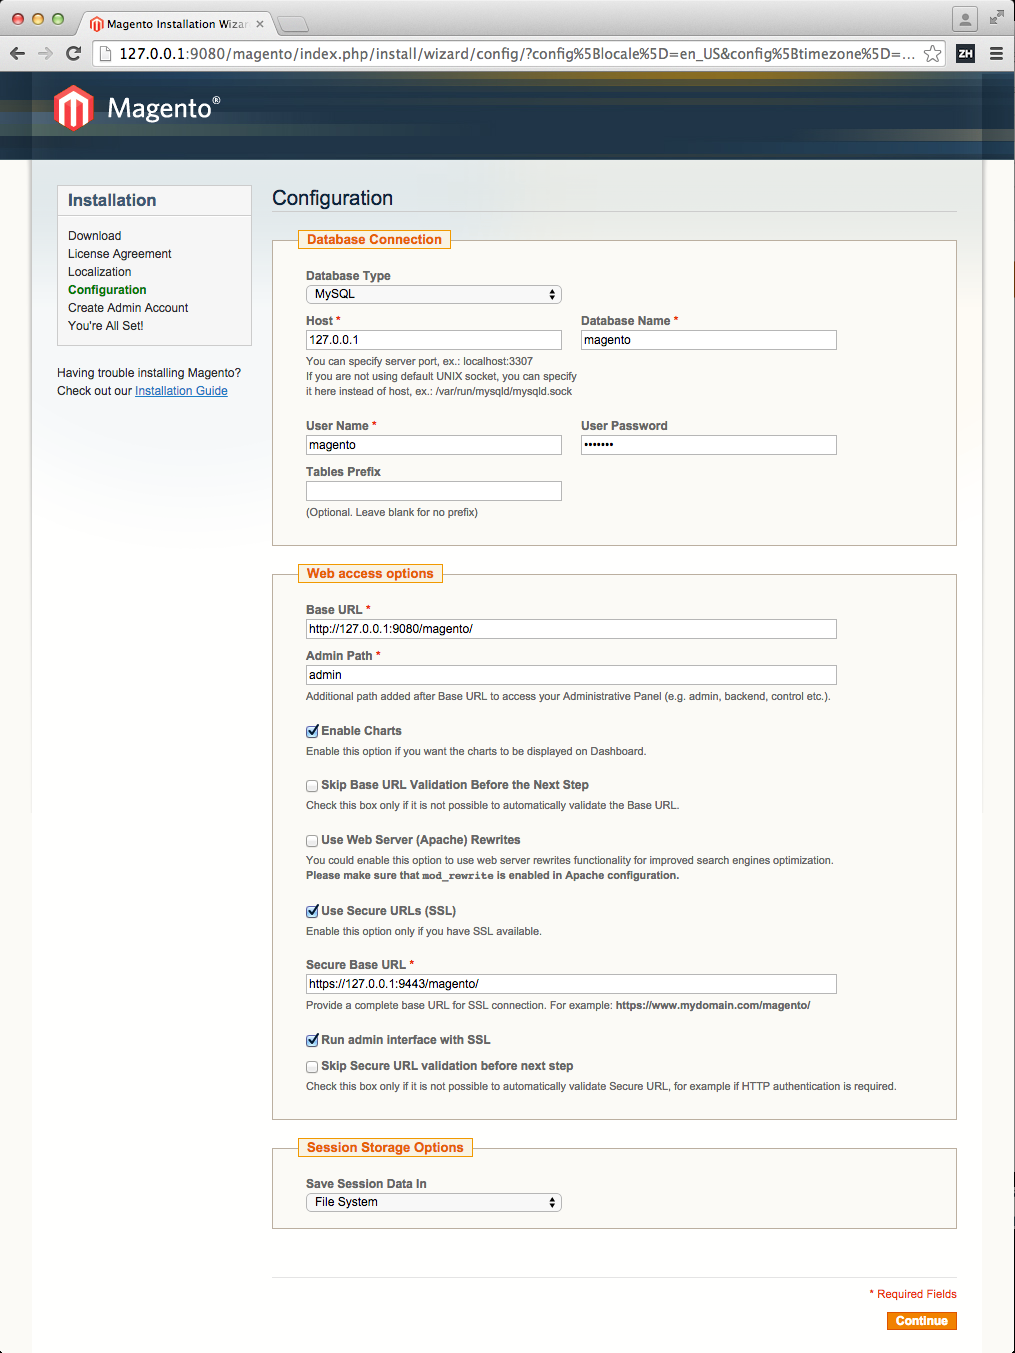 Magento Installation Wizar
127.0.0.1:9080/magento/index.php/install/wizard/config/?config%5Blocale%5D=en_US&config%5Btimezone%5D=...
ZH
Magento®
Installation
Download
License Agreement
Localization
Configuration
Create Admin Account
You're All Set!
Having trouble installing Magento?
Check out our Installation Guide
Configuration
Database Connection
Database Type
MySQL
Host * Database Name *
127.0.0.1 magento
You can specify server port, ex.: localhost:3307
If you are not using default UNIX socket, you can specify
it here instead of host, ex.: /var/run/mysqld/mysqld.sock
User Name * User Password
magento •••••••
Tables Prefix
(Optional. Leave blank for no prefix)
Web access options
Base URL *
http://127.0.0.1:9080/magento/
Admin Path *
admin
Additional path added after Base URL to access your Administrative Panel (e.g. admin, backend, control etc.).
Enable Charts
Enable this option if you want the charts to be displayed on Dashboard.
Skip Base URL Validation Before the Next Step
Check this box only if it is not possible to automatically validate the Base URL.
Use Web Server (Apache) Rewrites
You could enable this option to use web server rewrites functionality for improved search engines optimization.
Please make sure that mod_rewrite is enabled in Apache configuration.
Use Secure URLs (SSL)
Enable this option only if you have SSL available.
Secure Base URL *
https://127.0.0.1:9443/magento/
Provide a complete base URL for SSL connection. For example: https://www.mydomain.com/magento/
Run admin interface with SSL
Skip Secure URL validation before next step
Check this box only if it is not possible to automatically validate Secure URL, for example if HTTP authentication is required.
Session Storage Options
Save Session Data In
File System
* Required Fields
Continue